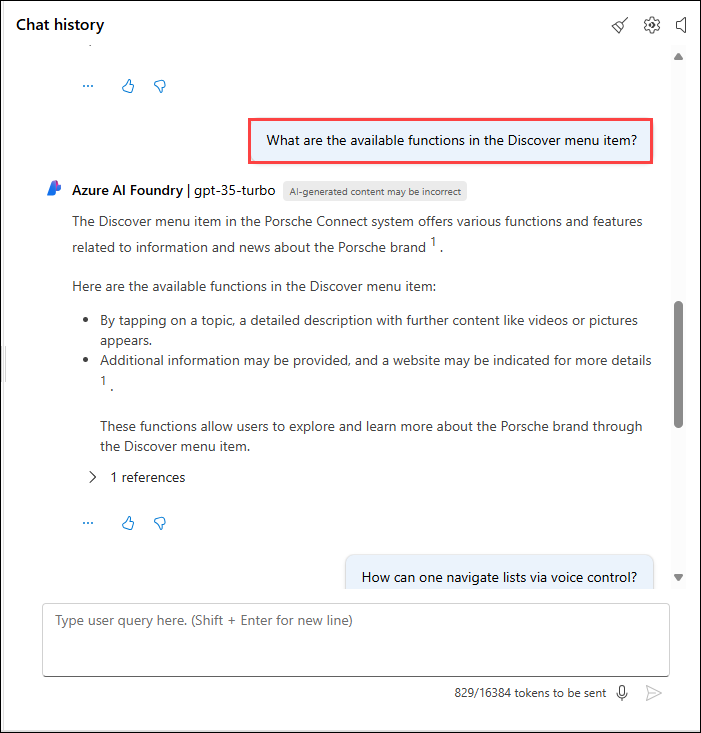 Chat history
...
What are the available functions in the Discover menu item?
Azure AI Foundry | gpt-35-turbo AI-generated content may be incorrect
The Discover menu item in the Porsche Connect system offers various functions and features
related to information and news about the Porsche brand 1 .
Here are the available functions in the Discover menu item:
• By tapping on a topic, a detailed description with further content like videos or pictures
appears.
• Additional information may be provided, and a website may be indicated for more details
1 .
These functions allow users to explore and learn more about the Porsche brand through
the Discover menu item.
1 references
...
How can one navigate lists via voice control?
Type user query here. (Shift + Enter for new line)
829/16384 tokens to be sent